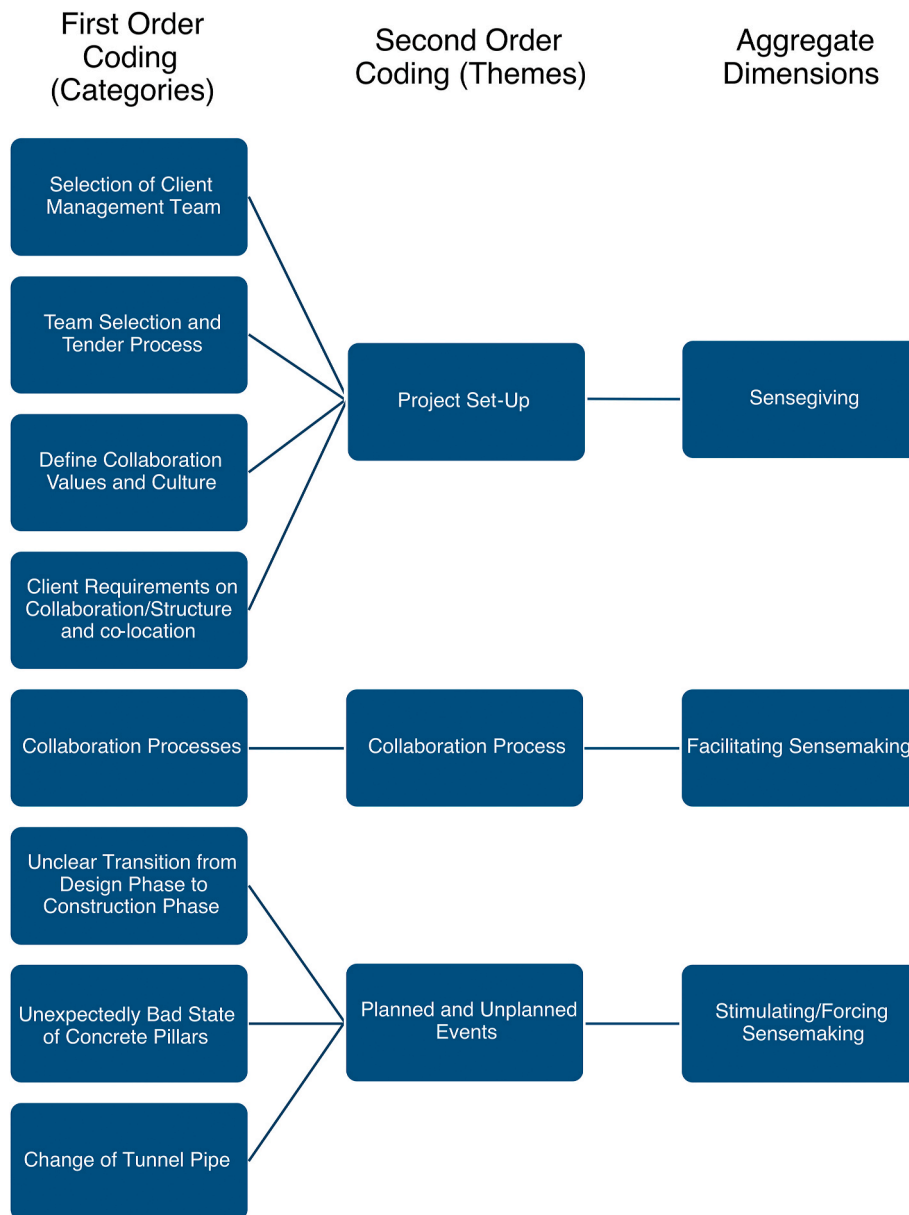 First Order
Coding
(Categories)
Second Order
Coding (Themes)
Aggregate
Dimensions
Selection of Client
Management Team
Team Selection and
Tender Process
Define Collaboration
Values and Culture
Client Requirements on
Collaboration/Structure
and co-location
Project Set-Up
Sensegiving
Collaboration Processes
Collaboration Process
Facilitating Sensemaking
Unclear Transition from
Design Phase to
Construction Phase
Unexpectedly Bad State
of Concrete Pillars
Change of Tunnel Pipe
Planned and Unplanned
Events
Stimulating/Forcing
Sensemaking